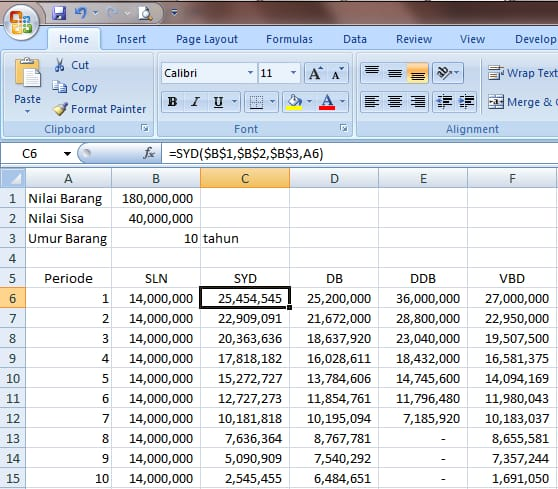 Home Insert Page Layout Formulas Data Review View Develop
Cut
Copy
Format Painter
Paste
Calibri 11 A A
Wrap Text
B I U A
Merge &
Clipboard Font Alignment
C6 fx =SYD($B$1,$B$2,$B$3,A6)
A B C D E F
1 Nilai Barang 180,000,000
2 Nilai Sisa 40,000,000
3 Umur Barang 10 tahun
4
5 Periode SLN SYD DB DDB VBD
6 1 14,000,000 25,454,545 25,200,000 36,000,000 27,000,000
7 2 14,000,000 22,909,091 21,672,000 28,800,000 22,950,000
8 3 14,000,000 20,363,636 18,637,920 23,040,000 19,507,500
9 4 14,000,000 17,818,182 16,028,611 18,432,000 16,581,375
10 5 14,000,000 15,272,727 13,784,606 14,745,600 14,094,169
11 6 14,000,000 12,727,273 11,854,761 11,796,480 11,980,043
12 7 14,000,000 10,181,818 10,195,094 7,185,920 10,183,037
13 8 14,000,000 7,636,364 8,767,781 - 8,655,581
14 9 14,000,000 5,090,909 7,540,292 - 7,357,244
15 10 14,000,000 2,545,455 6,484,651 - 1,691,050